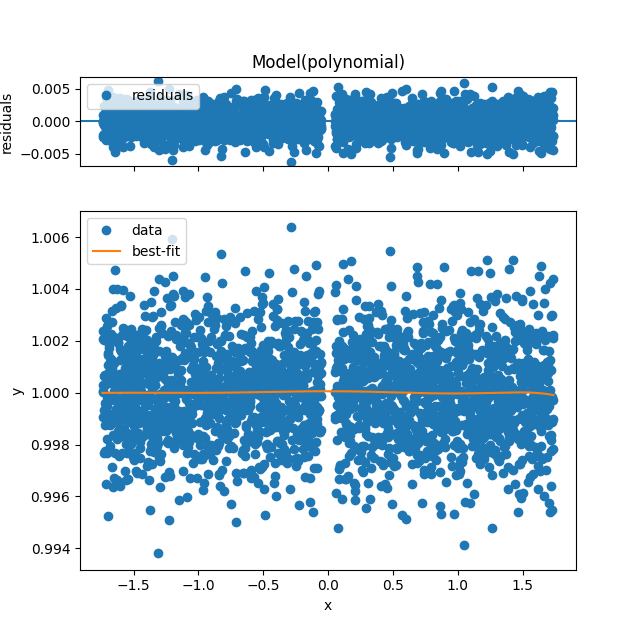 Model(polynomial)
residuals
0.005
0.000
−0.005
residuals
data
best-fit
y
1.006
1.004
1.002
1.000
0.998
0.996
0.994
−1.5 −1.0 −0.5 0.0 0.5 1.0 1.5
x